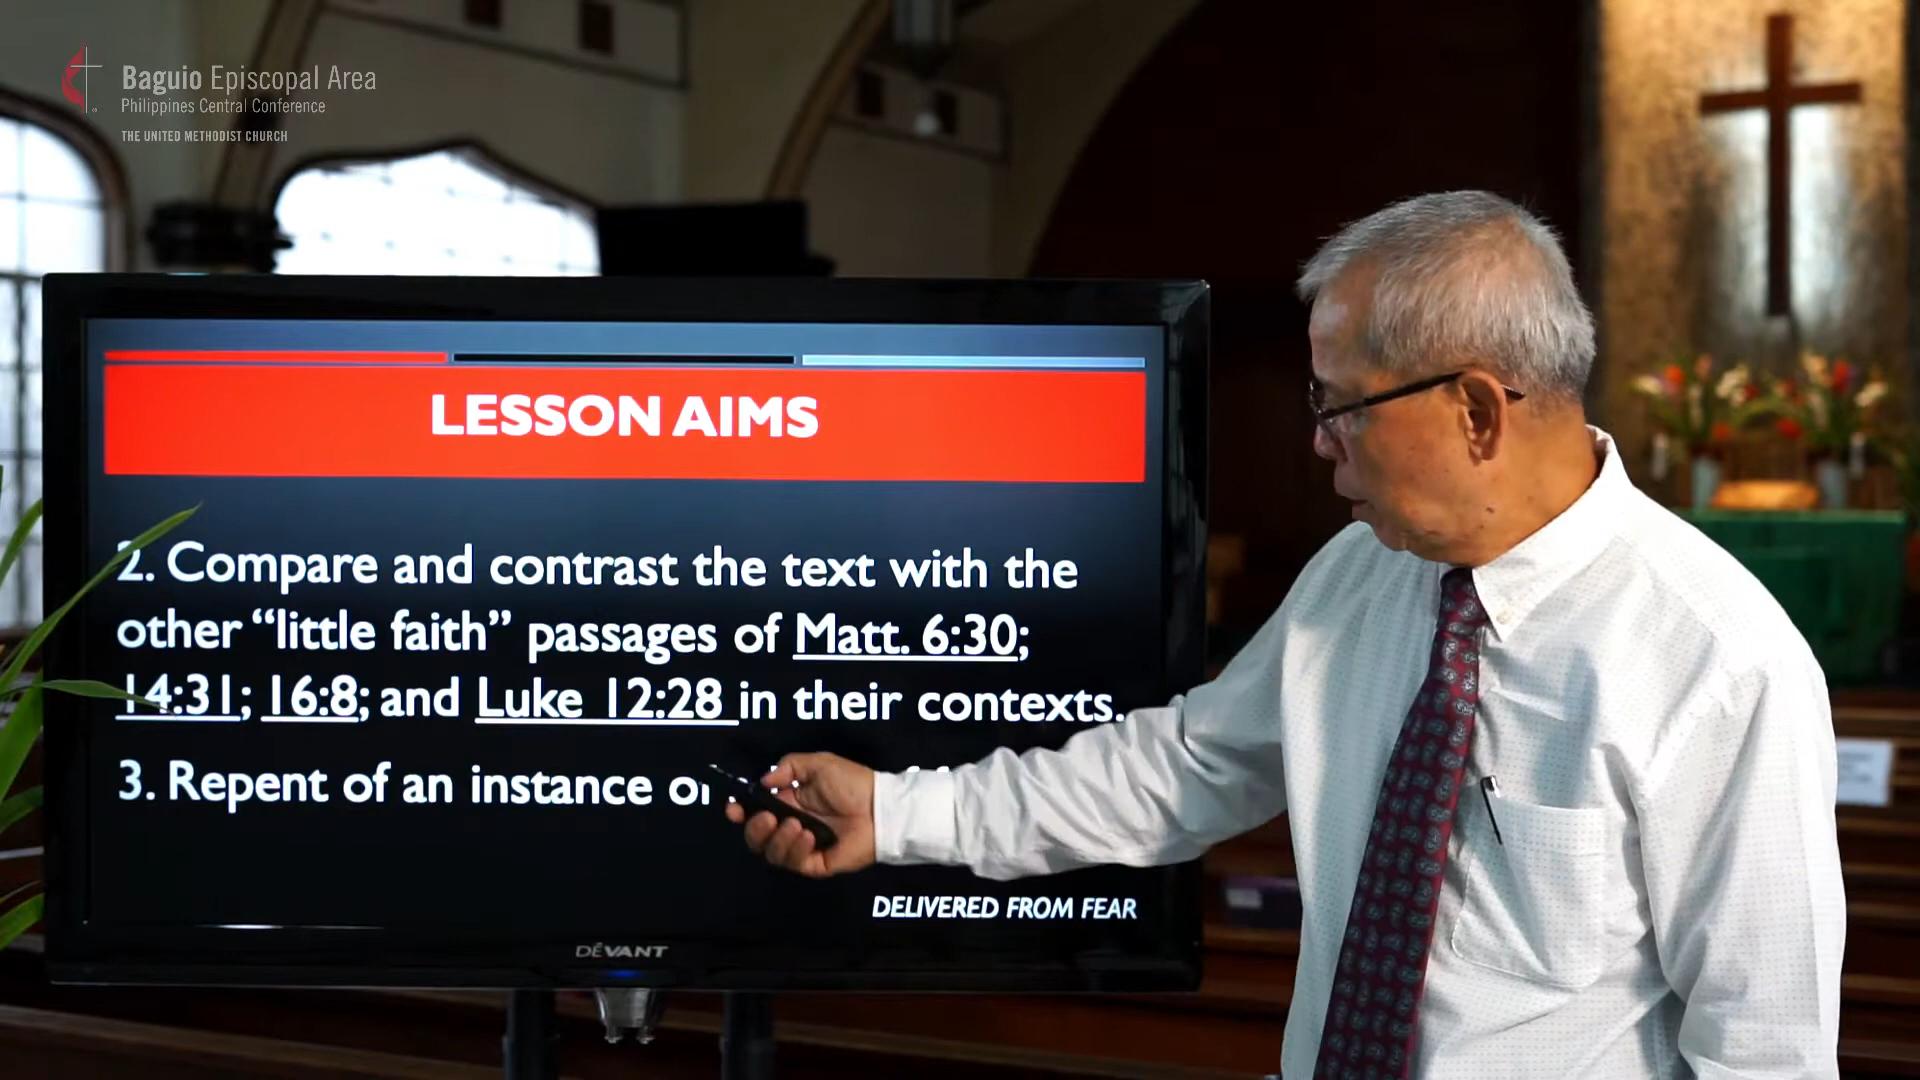 Baguio Episcopal Area
Philippines Central Conference
THE UNITED METHODIST CHURCH
LESSON AIMS
2. Compare and contrast the text with the
other “little faith” passages of Matt. 6:30;
14:31; 16:8; and Luke 12:28 in their contexts.
3. Repent of an instance
DELIVERED FROM FEAR
DEVANT